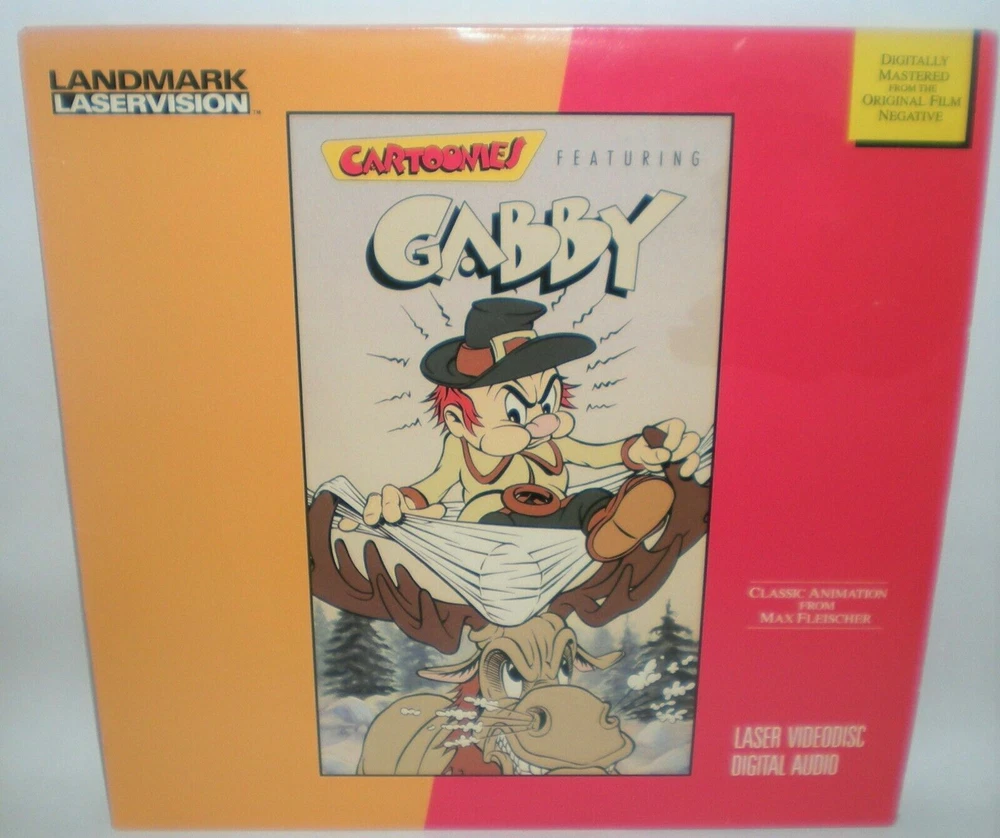 LANDMARK
LASERVISION™
DIGITALLY
MASTERED
FROM THE
ORIGINAL FILM
NEGATIVE
CARTOONIES FEATURING
GABBY
CLASSIC ANIMATION
FROM
MAX FLEISCHER
LASER VIDEODISC
DIGITAL AUDIO